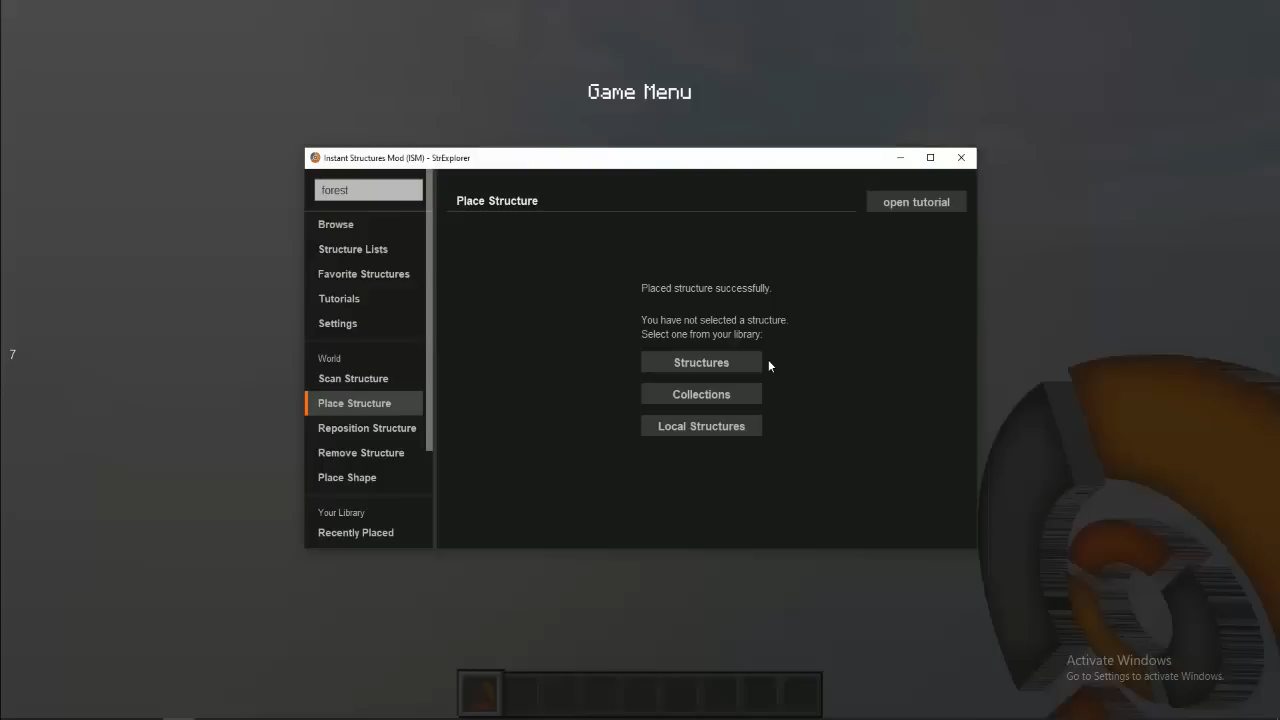 Game Menu
Instant Structures Mod (ISM) - StrExplorer
forest
Browse
Structure Lists
Favorite Structures
Tutorials
Settings
World
Scan Structure
Place Structure
Reposition Structure
Remove Structure
Place Shape
Your Library
Recently Placed
Place Structure
open tutorial
Placed structure successfully.
You have not selected a structure.
Select one from your library:
Structures
Collections
Local Structures
7
Activate Windows
Go to Settings to activate Windows.